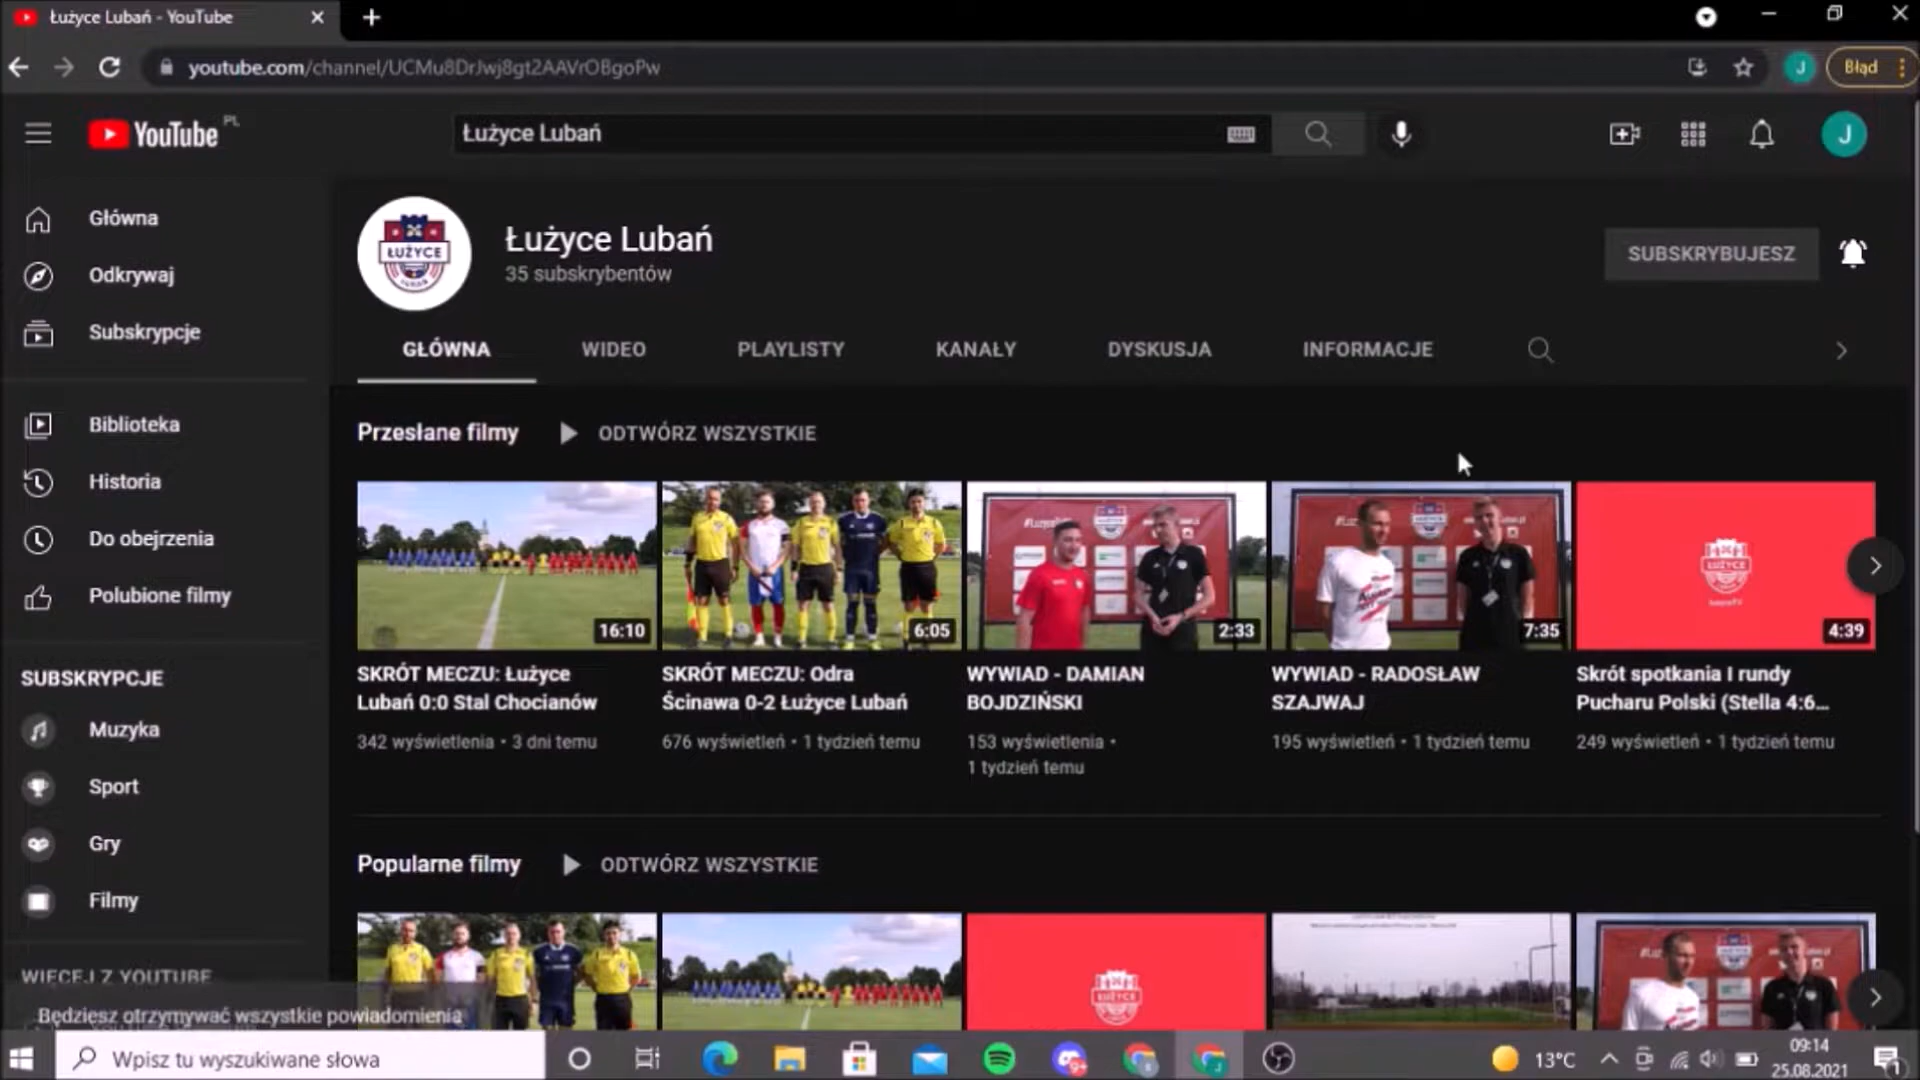 Łużyce Lubań - YouTube
youtube.com/channel/UCMu8DrJwj8gt2AAVrOBgoPw
J
Błąd
YouTube PL
Łużyce Lubań
J
Główna
Odkrywaj
Subskrypcje
Biblioteka
Historia
Do obejrzenia
Polubione filmy
SUBSKRYPCJE
Muzyka
Sport
Gry
Filmy
WIĘCEJ Z YOUTUBE
Będziesz otrzymywać wszystkie powiadomienia
ŁUŻYCE
LUBAŃ
Łużyce Lubań
35 subskrybentów
SUBSKRYBUJESZ
GŁÓWNA
WIDEO
PLAYLISTY
KANAŁY
DYSKUSJA
INFORMACJE
Przesłane filmy
ODTWÓRZ WSZYSTKIE
16:10
SKRÓT MECZU: Łużyce
Lubań 0:0 Stal Chocianów
342 wyświetlenia • 3 dni temu
6:05
SKRÓT MECZU: Odra
Ścinawa 0-2 Łużyce Lubań
676 wyświetleń • 1 tydzień temu
2:33
WYWIAD - DAMIAN
BOJDZIŃSKI
153 wyświetlenia •
1 tydzień temu
7:35
WYWIAD - RADOSŁAW
SZAJWAJ
195 wyświetleń • 1 tydzień temu
ŁUŻYCE
4:39
Skrót spotkania I rundy
Pucharu Polski (Stella 4:6...
249 wyświetleń • 1 tydzień temu
Popularne filmy
ODTWÓRZ WSZYSTKIE
ŁUŻYCE
Wpisz tu wyszukiwane słowa
9+
J
13°C
09:14
25.08.2021
1